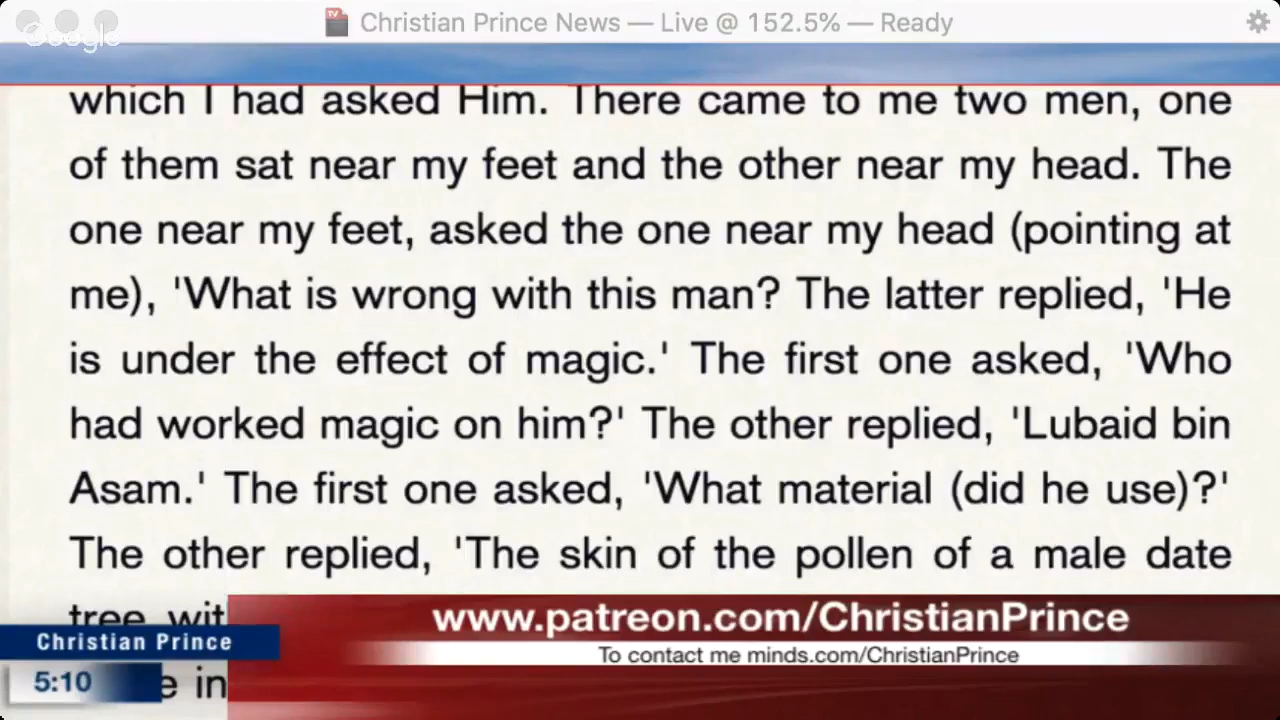 Christian Prince News — Live @ 152.5% — Ready
TV
Google
which I had asked Him. There came to me two men, one
of them sat near my feet and the other near my head. The
one near my feet, asked the one near my head (pointing at
me), 'What is wrong with this man? The latter replied, 'He
is under the effect of magic.' The first one asked, 'Who
had worked magic on him?' The other replied, 'Lubaid bin
Asam.' The first one asked, 'What material (did he use)?'
The other replied, 'The skin of the pollen of a male date
tree
in
www.patreon.com/ChristianPrince
To contact me minds.com/ChristianPrince
Christian Prince
5:10